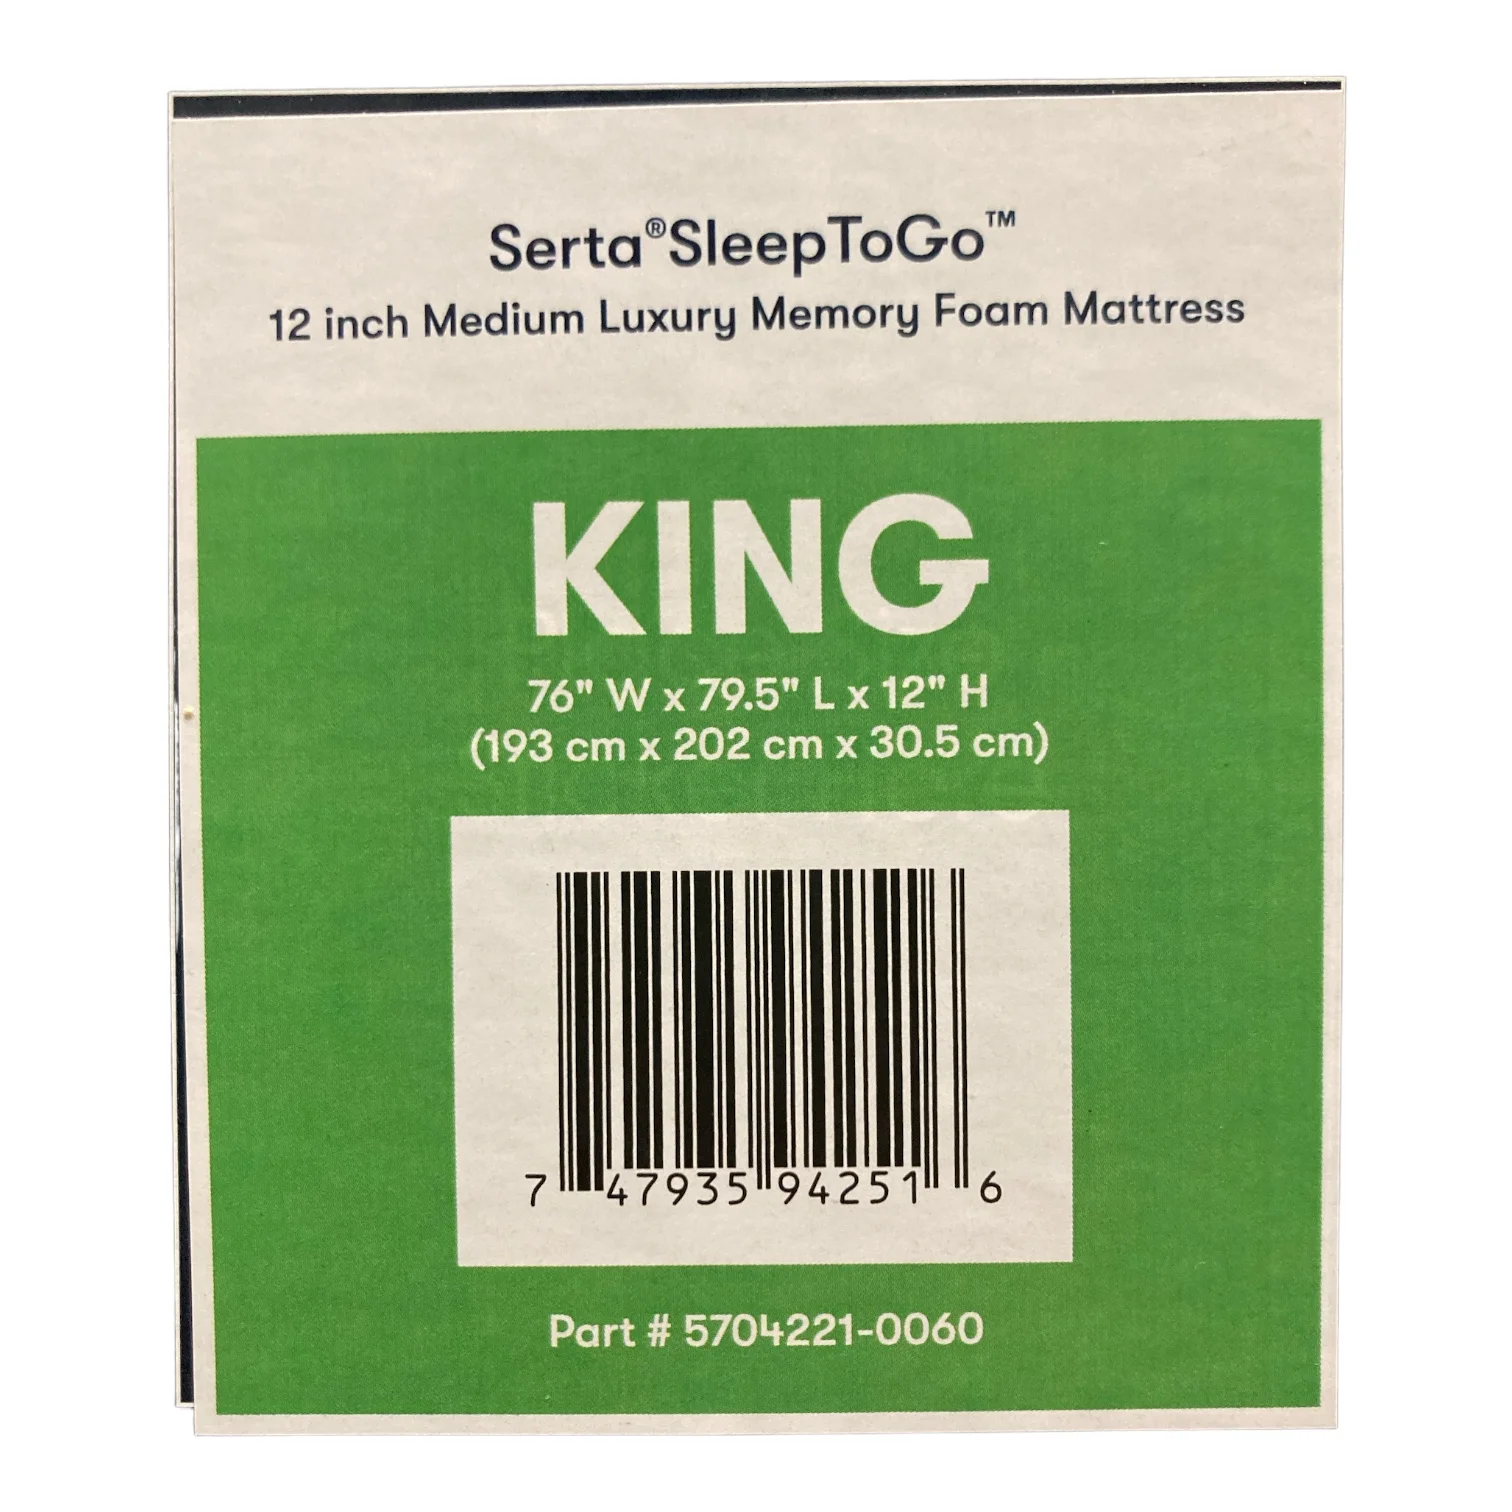 Serta®SleepToGo™
12 inch Medium Luxury Memory Foam Mattress
KING
76" W x 79.5" L x 12" H
(193 cm x 202 cm x 30.5 cm)
7 47935 94251 6
Part # 5704221-0060